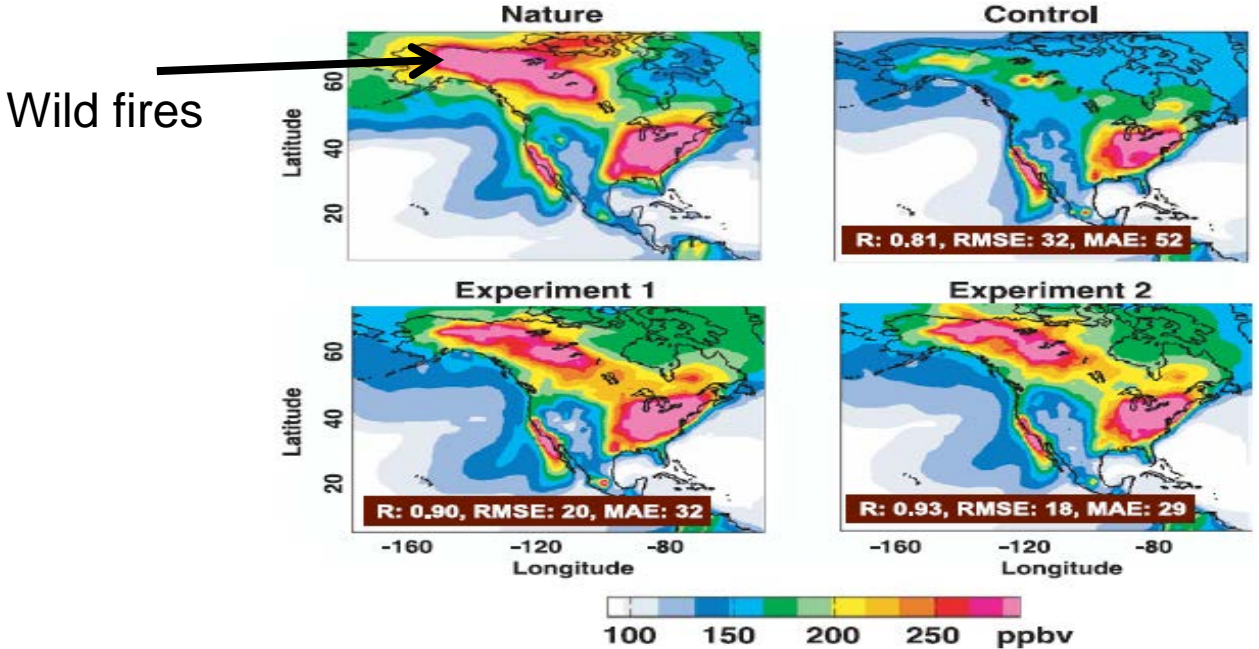 Nature
Control
Wild fires
Latitude
60
40
20
R: 0.81, RMSE: 32, MAE: 52
Experiment 1
Experiment 2
Latitude
60
40
20
R: 0.90, RMSE: 20, MAE: 32
R: 0.93, RMSE: 18, MAE: 29
-160 -120 -80
-160 -120 -80
Longitude
Longitude
100 150 200 250 ppbv